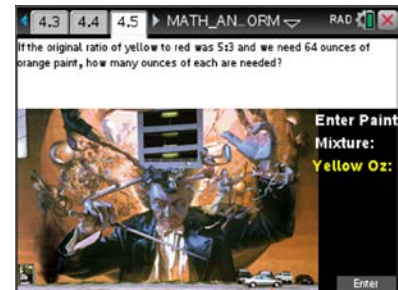 4.3 4.4 4.5 MATH_AN...ORM RAD
If the original ratio of yellow to red was 5:3 and we need 64 ounces of
orange paint, how many ounces of each are needed?
Enter Paint
Mixture:
Yellow Oz:
Enter